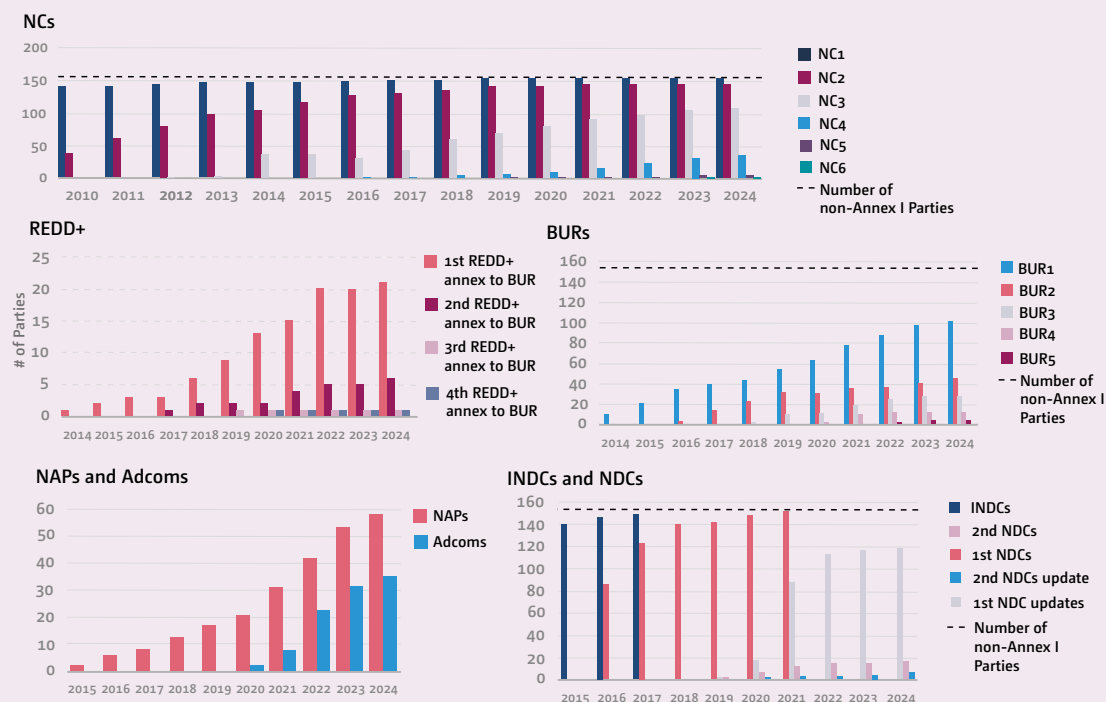 NCs
200
150
100
50
0
2010 2011 2012 2013 2014 2015 2016 2017 2018 2019 2020 2021 2022 2023 2024
NC1
NC2
NC3
NC4
NC5
NC6
Number of
non-Annex I Parties
REDD+
# of Parties
25
20
15
10
5
0
2014 2015 2016 2017 2018 2019 2020 2021 2022 2023 2024
1st REDD+
annex to BUR
2nd REDD+
annex to BUR
3rd REDD+
annex to BUR
4th REDD+
annex to BUR
BURs
160
140
120
100
80
60
40
20
0
2014 2015 2016 2017 2018 2019 2020 2021 2022 2023 2024
BUR1
BUR2
BUR3
BUR4
BUR5
Number of
non-Annex I
Parties
NAPs and Adcoms
60
50
40
30
20
10
0
2015 2016 2017 2018 2019 2020 2021 2022 2023 2024
NAPs
Adcoms
INDCs and NDCs
160
140
120
100
80
60
40
20
0
2015 2016 2017 2018 2019 2020 2021 2022 2023 2024
INDCs
2nd NDCs
1st NDCs
2nd NDCs update
1st NDC updates
Number of
non-Annex I
Parties